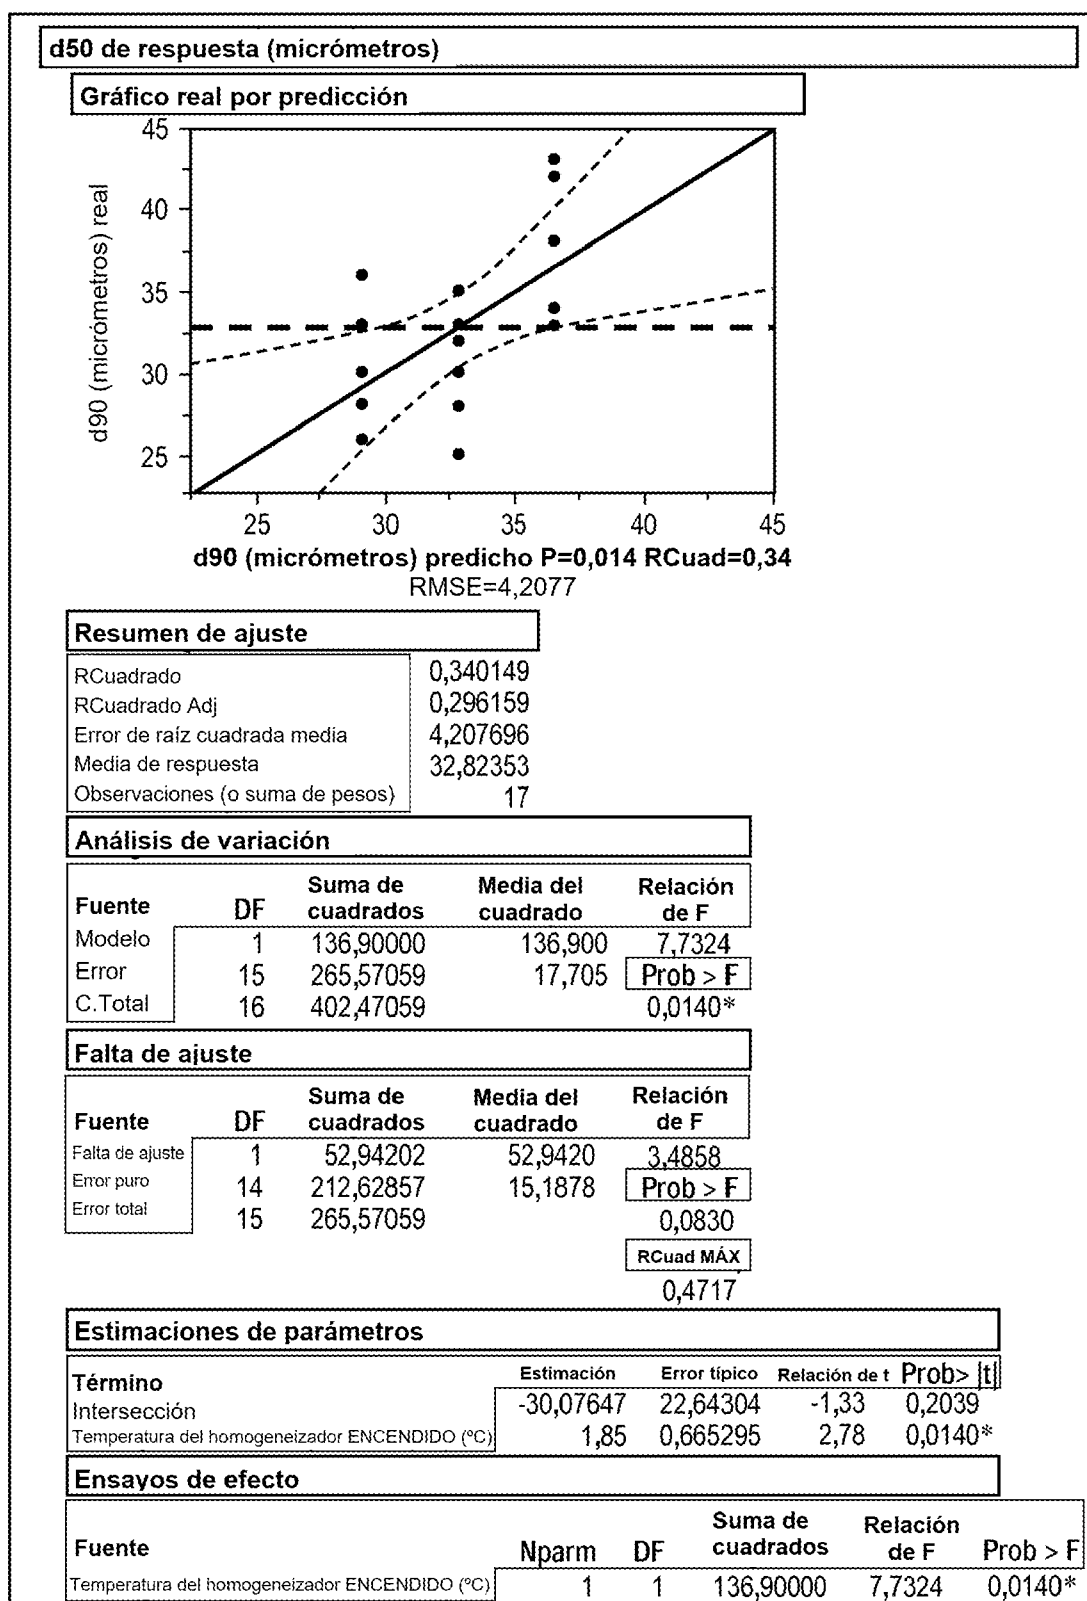 d50 de respuesta (micrómetros)
Gráfico real por predicción
d90 (micrómetros) real
45
40
35
30
25
25 30 35 40 45
d90 (micrómetros) predicho P=0,014 RCuad=0,34
RMSE=4,2077
Resumen de ajuste
RCuadrado 0,340149
RCuadrado Adj 0,296159
Error de raíz cuadrada media 4,207696
Media de respuesta 32,82353
Observaciones (o suma de pesos) 17
Análisis de variación
Fuente DF Suma de cuadrados Media del cuadrado Relación de F
Modelo 1 136,90000 136,900 7,7324
Error 15 265,57059 17,705 Prob > F
C.Total 16 402,47059 0,0140*
Falta de ajuste
Fuente DF Suma de cuadrados Media del cuadrado Relación de F
Falta de ajuste 1 52,94202 52,9420 3,4858
Error puro 14 212,62857 15,1878 Prob > F
Error total 15 265,57059 0,0830
RCuad MÁX
0,4717
Estimaciones de parámetros
Término Estimación Error típico Relación de t Prob> |t|
Intersección -30,07647 22,64304 -1,33 0,2039
Temperatura del homogeneizador ENCENDIDO (ºC) 1,85 0,665295 2,78 0,0140*
Ensayos de efecto
Fuente Nparm DF Suma de cuadrados Relación de F Prob > F
Temperatura del homogeneizador ENCENDIDO (ºC) 1 1 136,90000 7,7324 0,0140*